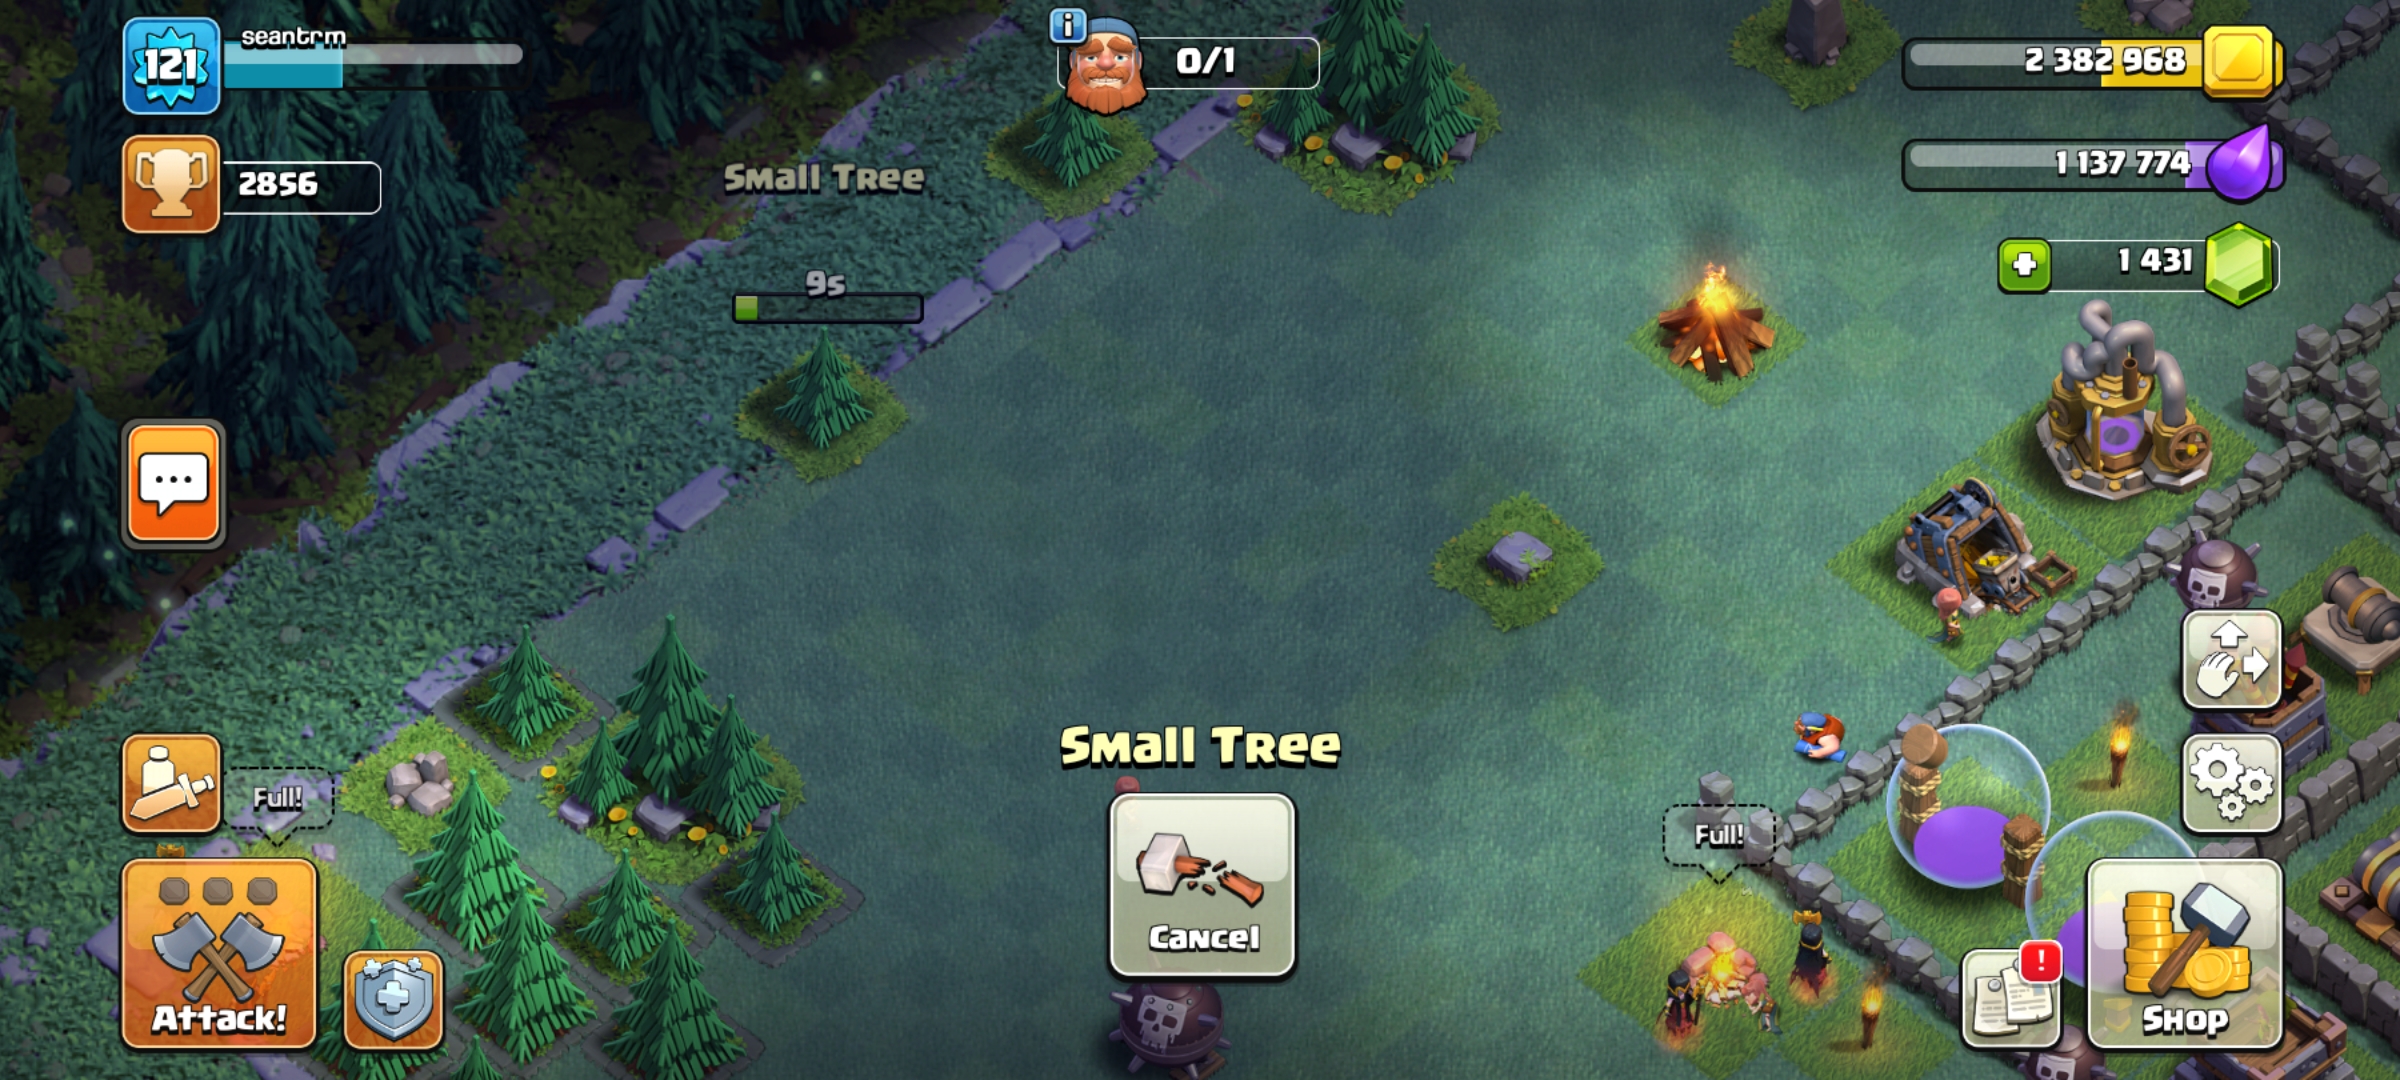 121
seantrm
0/1
2 382 968
2856
Small Tree
1 137 774
1 431
9s
Small Tree
Full!
Full!
Cancel
Attack!
!
Shop